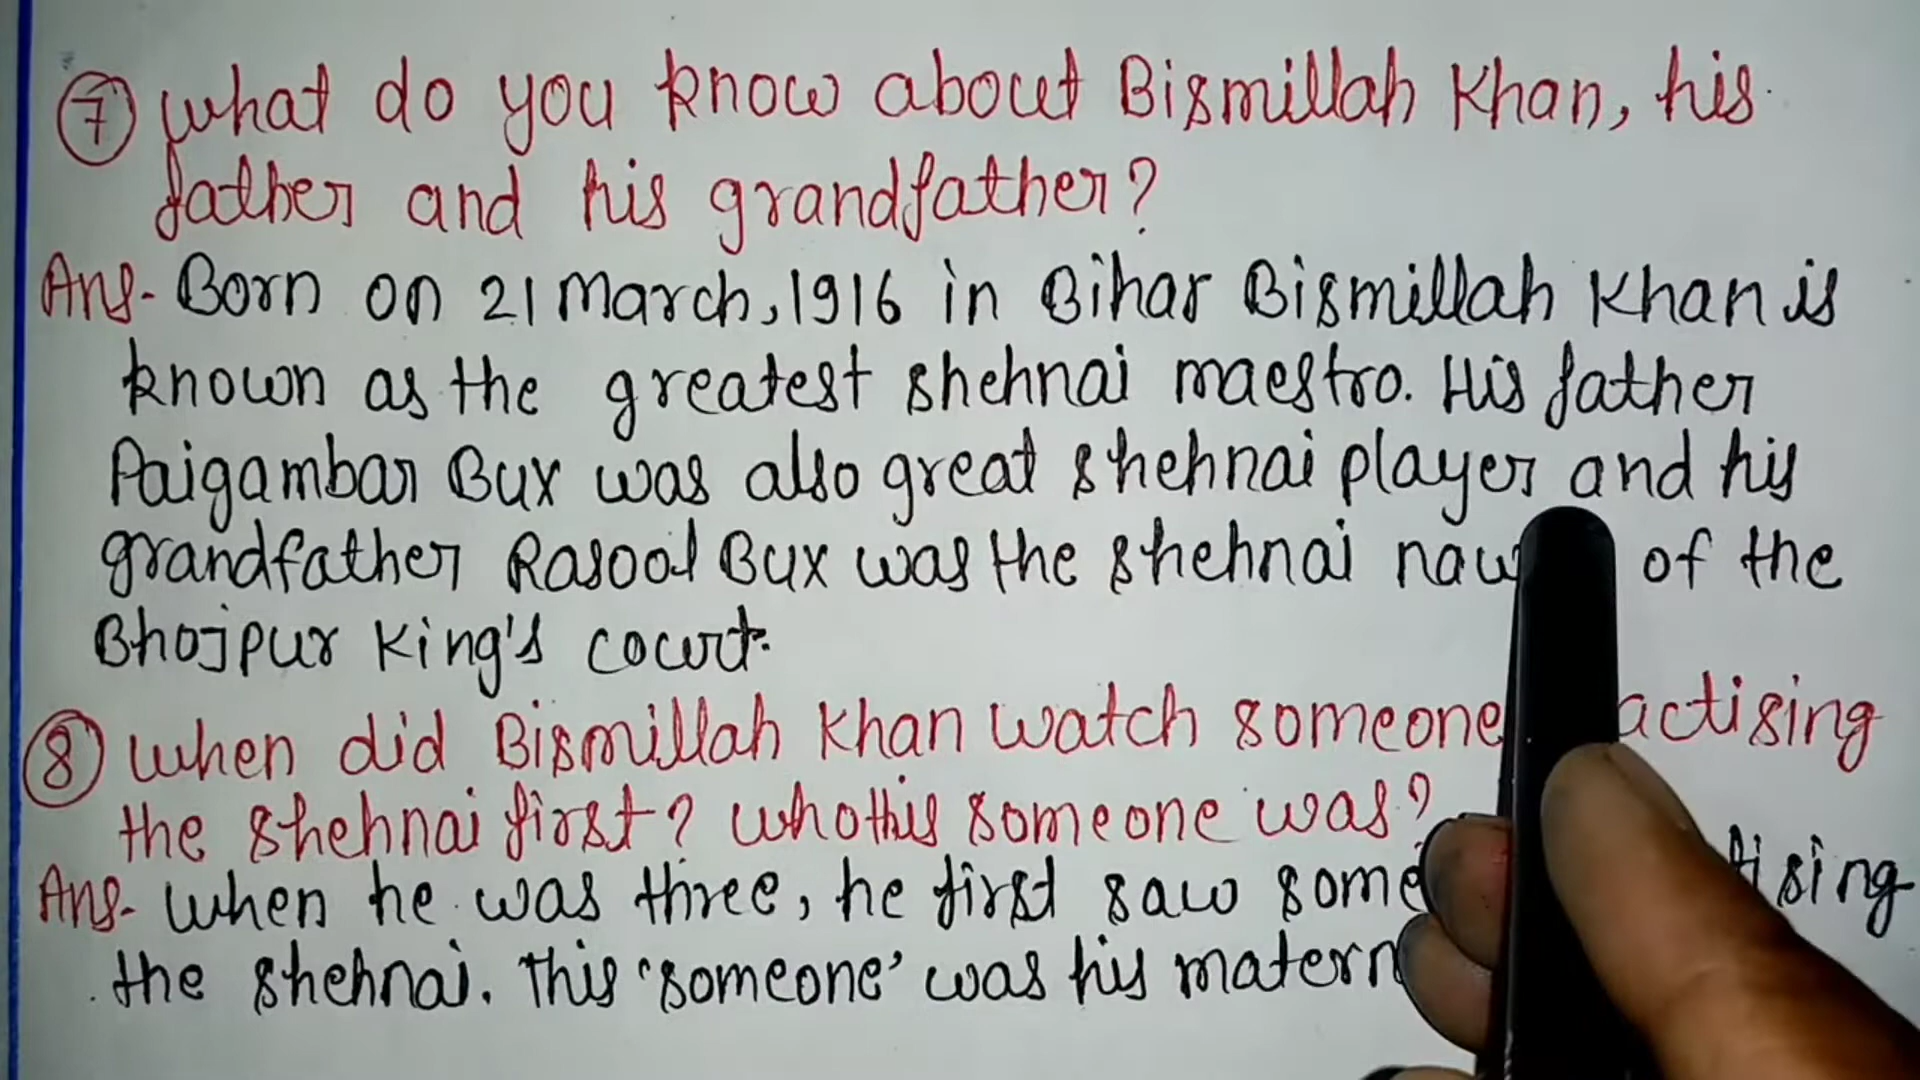 7 What do you know about Bismillah Khan, his
father and his grandfather?
Ans- Born on 21 March, 1916 in Bihar Bismillah Khan is
known as the greatest shehnai maestro. His father
Paigambar Bux was also great shehnai player and his
grandfather Rasool Bux was the shehnai of the
Bhojpur King's court.
8 When did Bismillah Khan watch someone
the shehnai first? Who this someone was?
Ans- When he was three, he first saw
the shehnai. This 'someone' was his